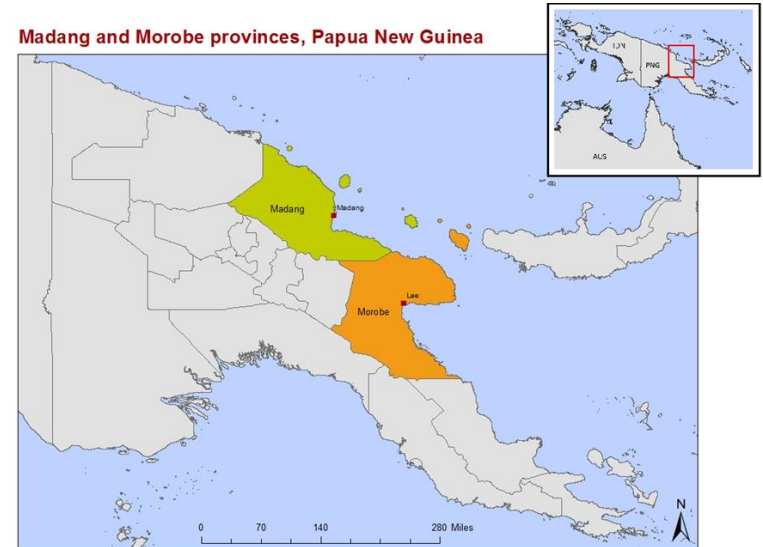 Madang and Morobe provinces, Papua New Guinea
IDN
PNG
AUS
Madang
Madang
Lae
Morobe
N
0 70 140 280 Miles